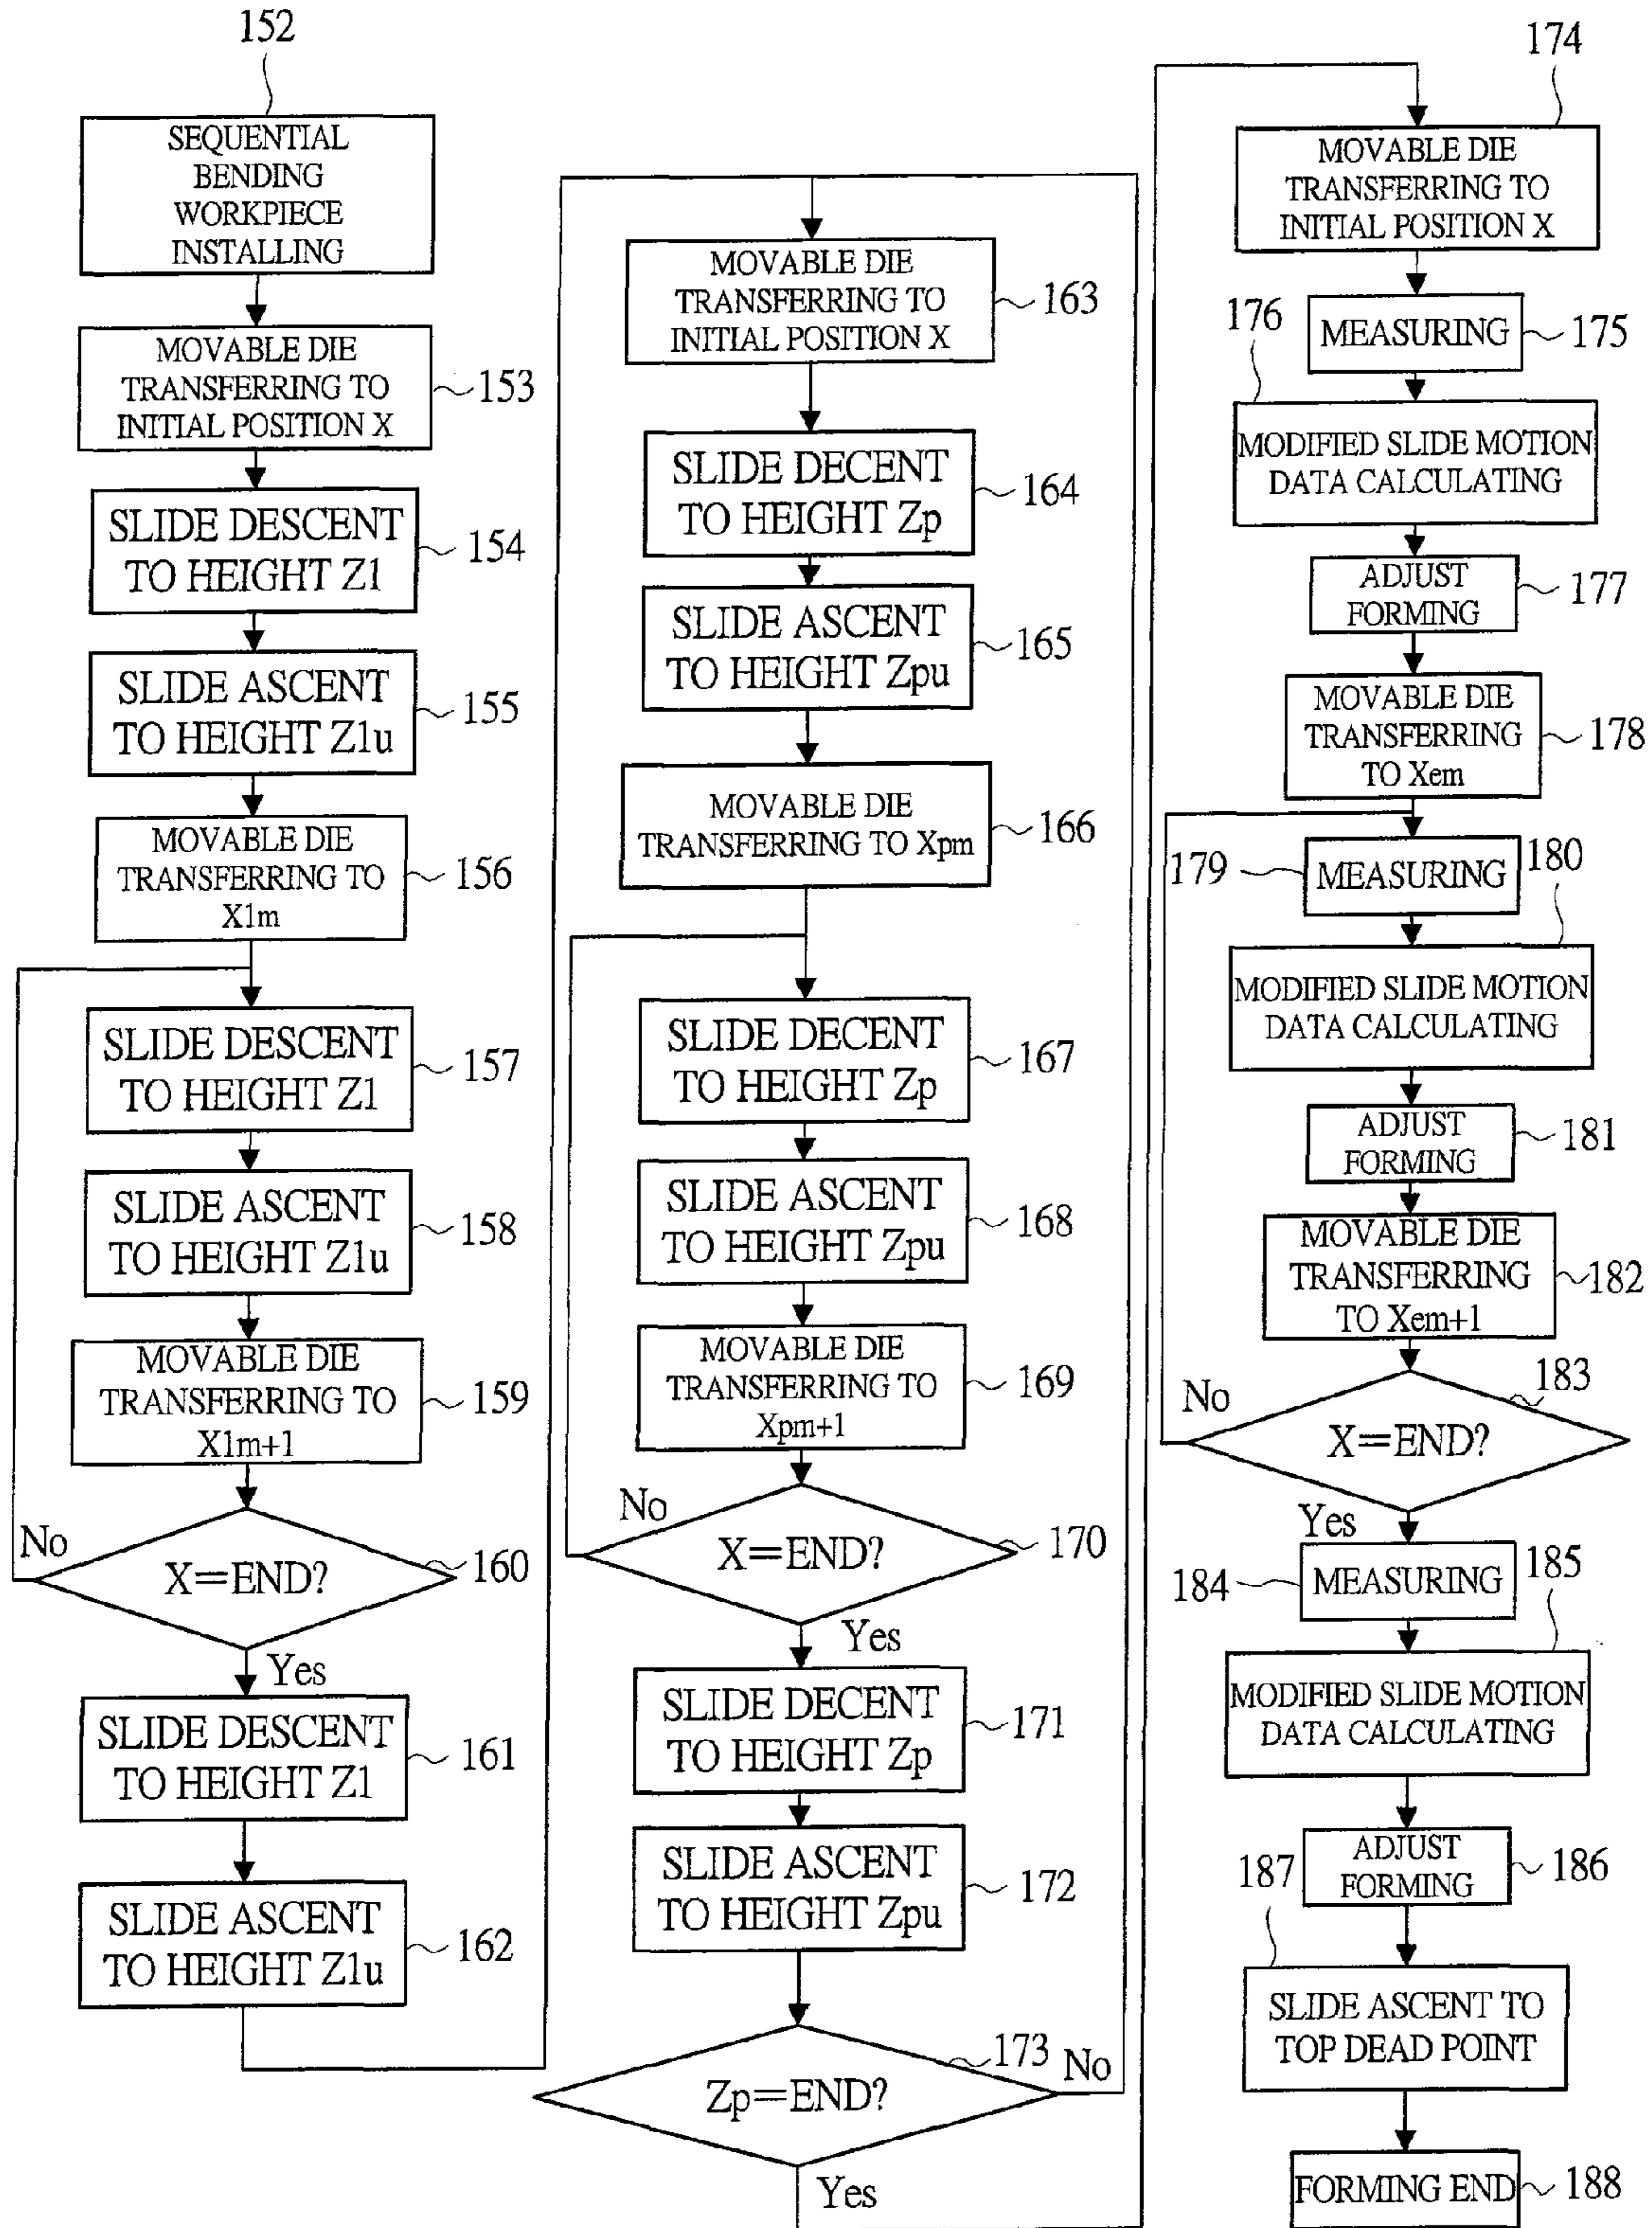 152
SEQUENTIAL
BENDING
WORKPIECE
INSTALLING
MOVABLE DIE
TRANSFERRING TO
INITIAL POSITION X
153
SLIDE DESCENT
TO HEIGHT Z1
154
SLIDE ASCENT
TO HEIGHT Z1u
155
MOVABLE DIE
TRANSFERRING TO
X1m
156
SLIDE DESCENT
TO HEIGHT Z1
157
SLIDE ASCENT
TO HEIGHT Z1u
158
MOVABLE DIE
TRANSFERRING TO
X1m+1
159
No
X=END?
160
Yes
SLIDE DESCENT
TO HEIGHT Z1
161
SLIDE ASCENT
TO HEIGHT Z1u
162
MOVABLE DIE
TRANSFERRING TO
INITIAL POSITION X
163
SLIDE DECENT
TO HEIGHT Zp
164
SLIDE ASCENT
TO HEIGHT Zpu
165
MOVABLE DIE
TRANSFERRING TO Xpm
166
SLIDE DECENT
TO HEIGHT Zp
167
SLIDE ASCENT
TO HEIGHT Zpu
168
MOVABLE DIE
TRANSFERRING TO
Xpm+1
169
No
X=END?
170
Yes
SLIDE DECENT
TO HEIGHT Zp
171
SLIDE ASCENT
TO HEIGHT Zpu
172
Zp=END?
173
No
Yes
174
MOVABLE DIE
TRANSFERRING TO
INITIAL POSITION X
MEASURING
175
176
MODIFIED SLIDE MOTION
DATA CALCULATING
ADJUST
FORMING
177
MOVABLE DIE
TRANSFERRING
TO Xem
178
179
MEASURING
180
MODIFIED SLIDE MOTION
DATA CALCULATING
ADJUST
FORMING
181
MOVABLE DIE
TRANSFERRING
TO Xem+1
182
No
183
X=END?
Yes
184
MEASURING
185
MODIFIED SLIDE MOTION
DATA CALCULATING
ADJUST
FORMING
186
187
SLIDE ASCENT TO
TOP DEAD POINT
FORMING END
188